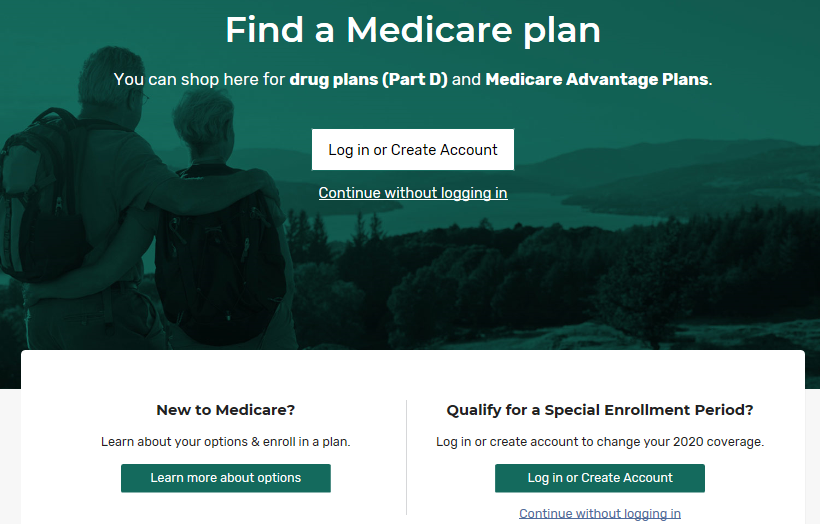 Find a Medicare plan
You can shop here for drug plans (Part D) and Medicare Advantage Plans.
Log in or Create Account
Continue without logging in
New to Medicare?
Learn about your options & enroll in a plan.
Learn more about options
Qualify for a Special Enrollment Period?
Log in or create account to change your 2020 coverage.
Log in or Create Account
Continue without logging in